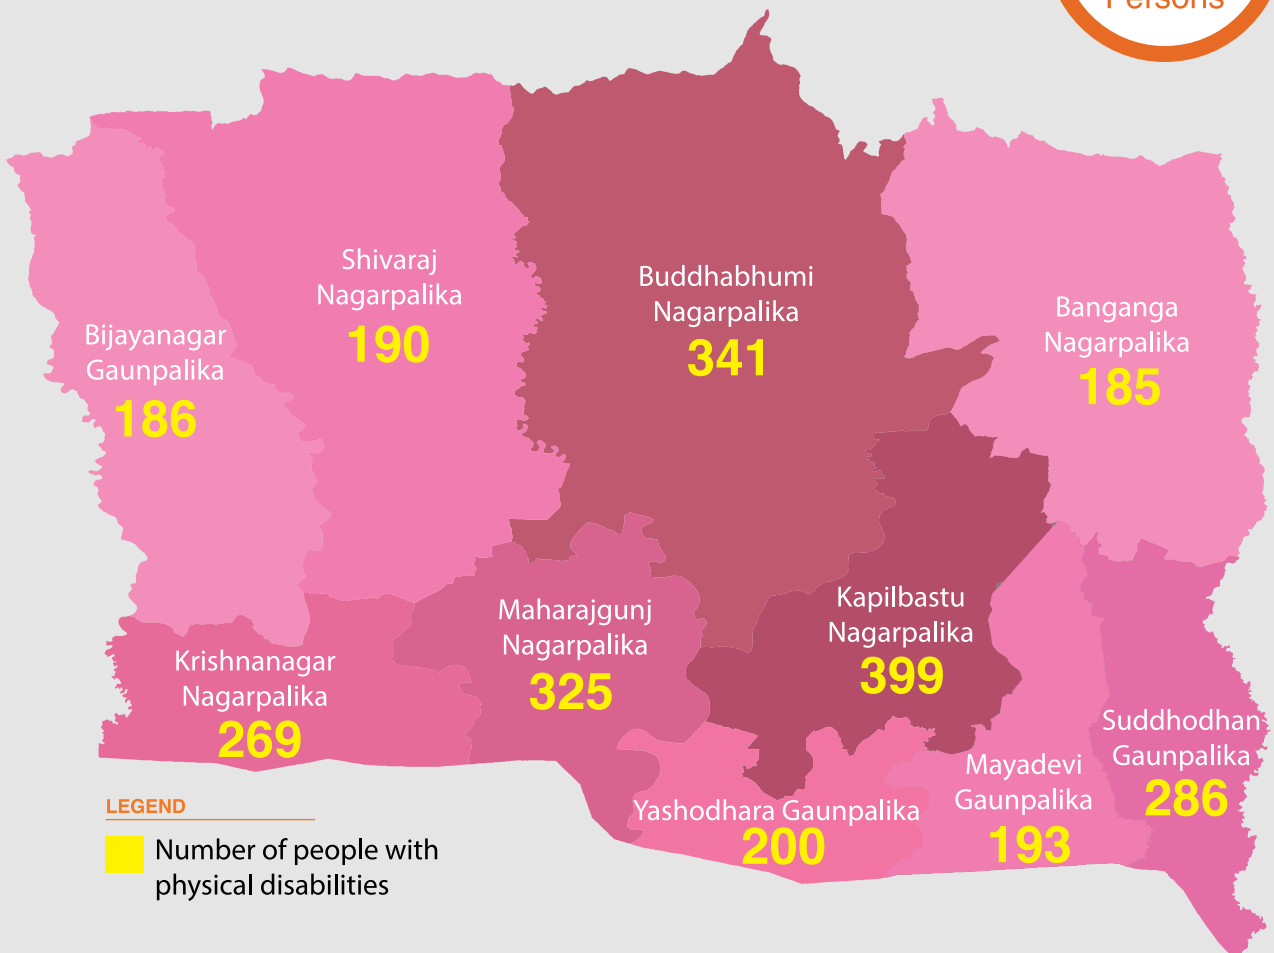 Persons
Shivaraj
Nagarpalika
190
Buddhabhumi
Nagarpalika
341
Banganga
Nagarpalika
185
Bijayanagar
Gaunpalika
186
Maharajgunj
Nagarpalika
325
Kapilbastu
Nagarpalika
399
Krishnanagar
Nagarpalika
269
Suddhodhan
Gaunpalika
286
Mayadevi
Gaunpalika
193
Yashodhara Gaunpalika
200
LEGEND
Number of people with
physical disabilities